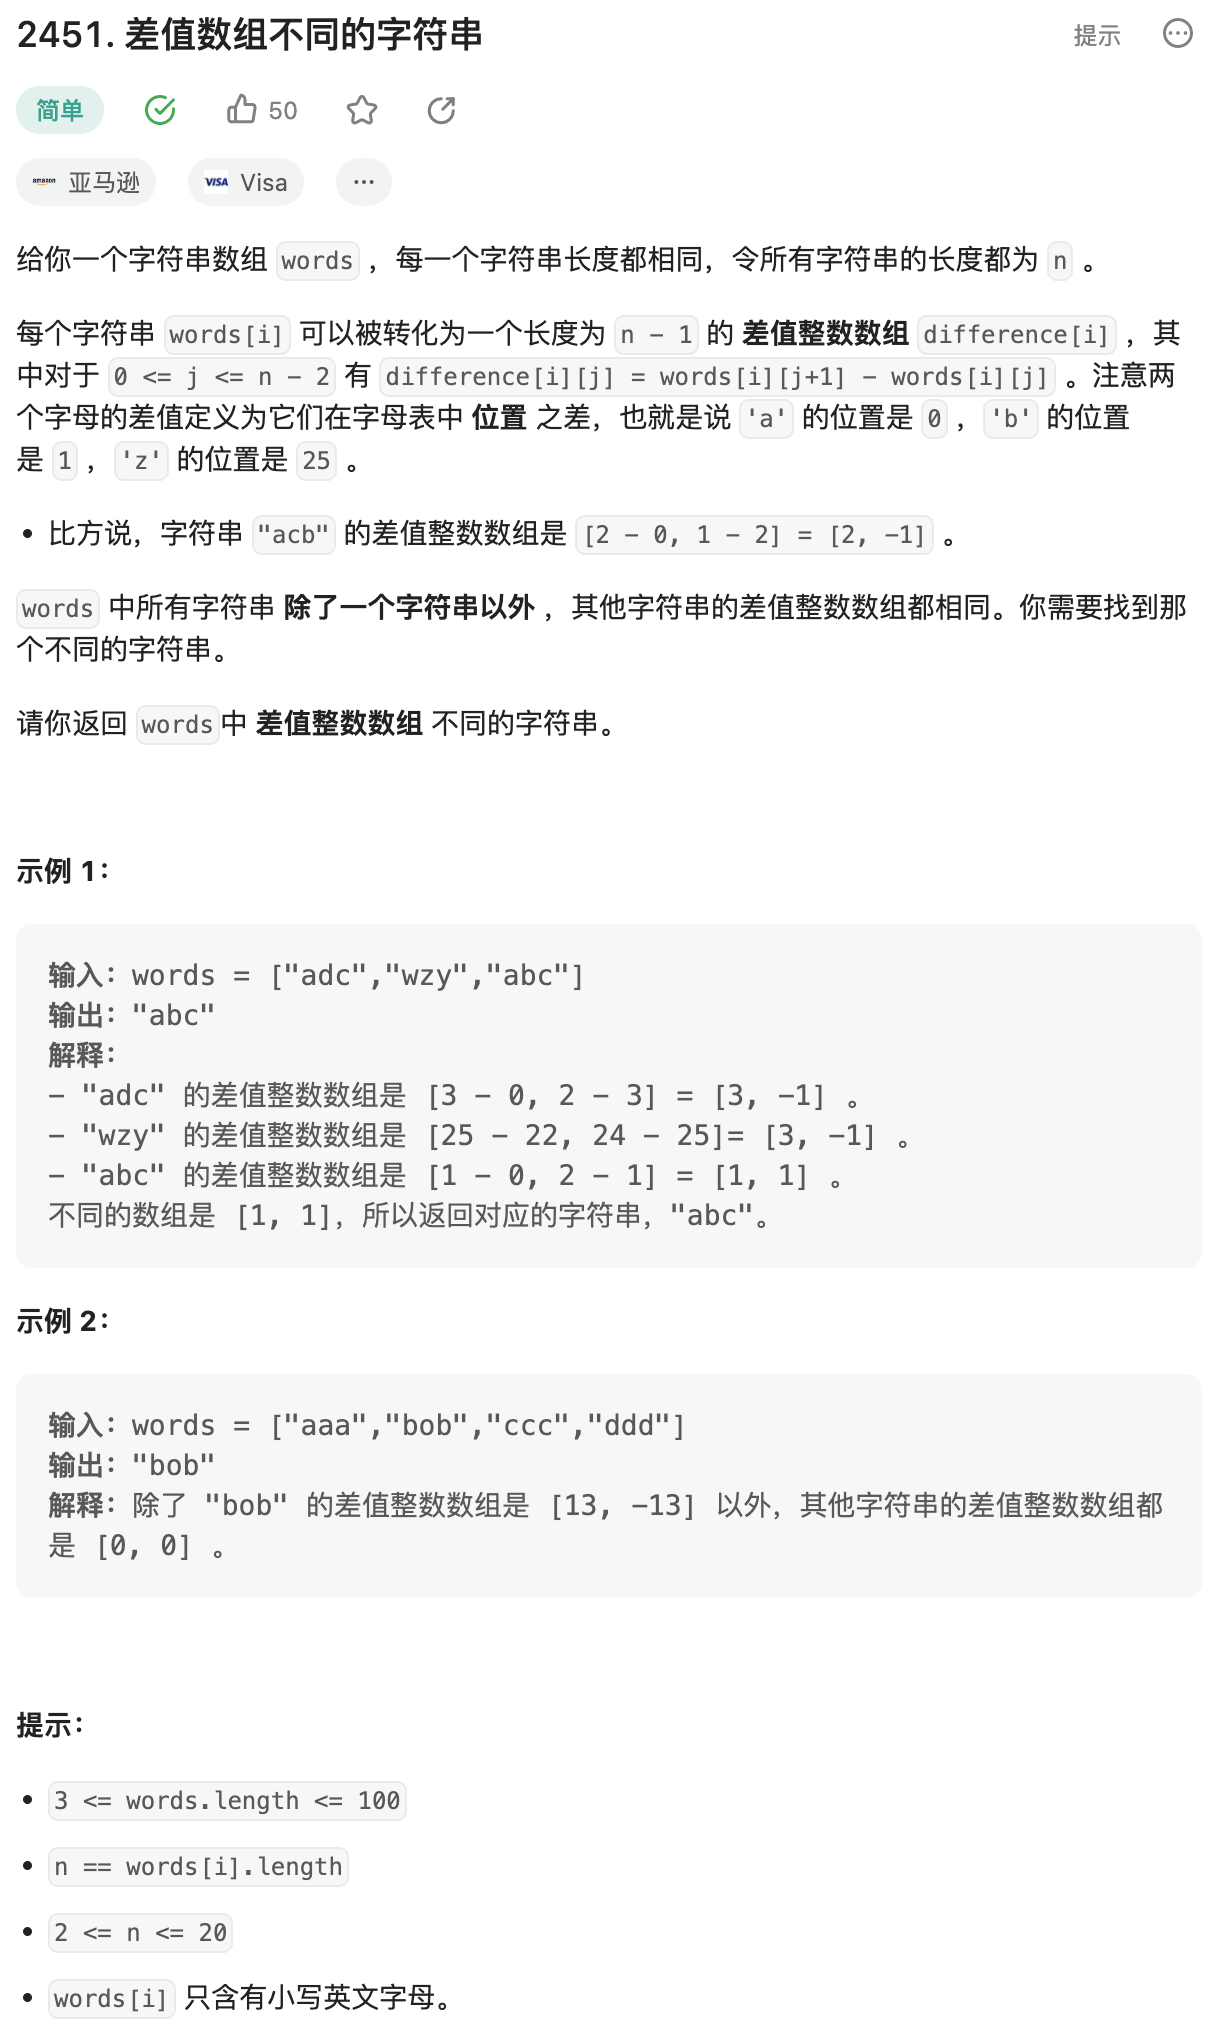 2451. 差值数组不同的字符串
提示
简单
50
amazon 亚马逊
VISA Visa
给你一个字符串数组 words ，每一个字符串长度都相同，令所有字符串的长度都为 n 。
每个字符串 words[i] 可以被转化为一个长度为 n - 1 的 差值整数数组 difference[i] ，其
中对于 0 <= j <= n - 2 有 difference[i][j] = words[i][j+1] - words[i][j] 。注意两
个字母的差值定义为它们在字母表中 位置 之差，也就是说 'a' 的位置是 0 ，'b' 的位置
是 1 ，'z' 的位置是 25 。
• 比方说，字符串 "acb" 的差值整数数组是 [2 - 0, 1 - 2] = [2, -1] 。
words 中所有字符串 除了一个字符串以外 ，其他字符串的差值整数数组都相同。你需要找到那
个不同的字符串。
请你返回 words中 差值整数数组 不同的字符串。
示例 1：
输入：words = ["adc","wzy","abc"]
输出："abc"
解释：
- "adc" 的差值整数数组是 [3 - 0, 2 - 3] = [3, -1] 。
- "wzy" 的差值整数数组是 [25 - 22, 24 - 25]= [3, -1] 。
- "abc" 的差值整数数组是 [1 - 0, 2 - 1] = [1, 1] 。
不同的数组是 [1, 1]，所以返回对应的字符串，"abc"。
示例 2：
输入：words = ["aaa","bob","ccc","ddd"]
输出："bob"
解释：除了 "bob" 的差值整数数组是 [13, -13] 以外，其他字符串的差值整数数组都
是 [0, 0] 。
提示：
• 3 <= words.length <= 100
• n == words[i].length
• 2 <= n <= 20
• words[i] 只含有小写英文字母。